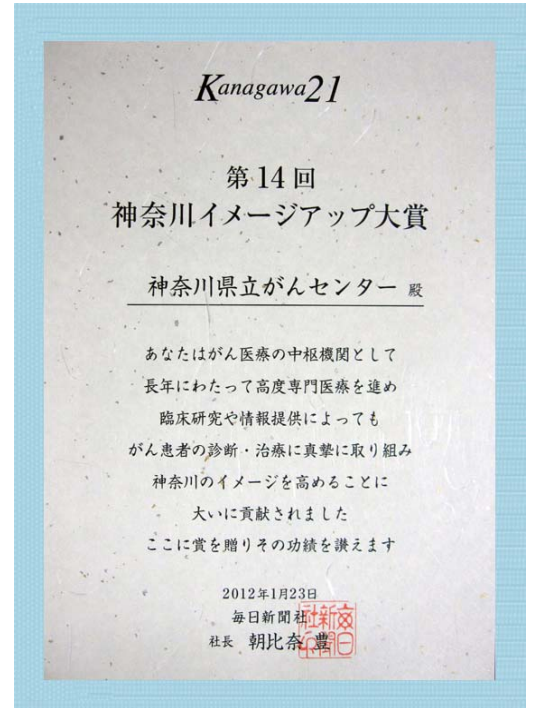 Kanagawa21
第14回
神奈川イメージアップ大賞
神奈川県立がんセンター 殿
あなたはがん医療の中枢機関として
長年にわたって高度専門医療を進め
臨床研究や情報提供によっても
がん患者の診断・治療に真摯に取り組み
神奈川のイメージを高めることに
大いに貢献されました
ここに賞を贈りその功績を讃えます
2012年1月23日
毎日新聞社
社長 朝比奈 豊